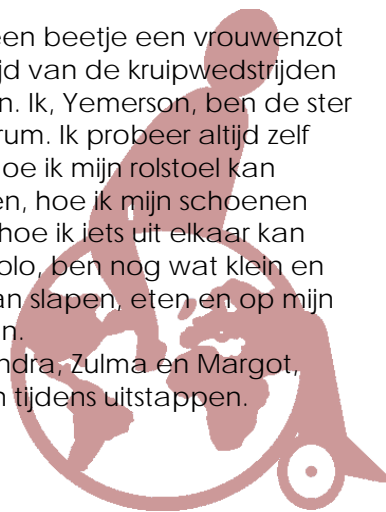 een beetje een vrouwenzot
ijd van de kruipwedstrijden
n. Ik, Yemerson, ben de ster
rum. Ik probeer altijd zelf
oe ik mijn rolstoel kan
en, hoe ik mijn schoenen
hoe ik iets uit elkaar kan
olo, ben nog wat klein en
an slapen, eten en op mijn
n.
ndra, Zulma en Margot,
n tijdens uitstappen.